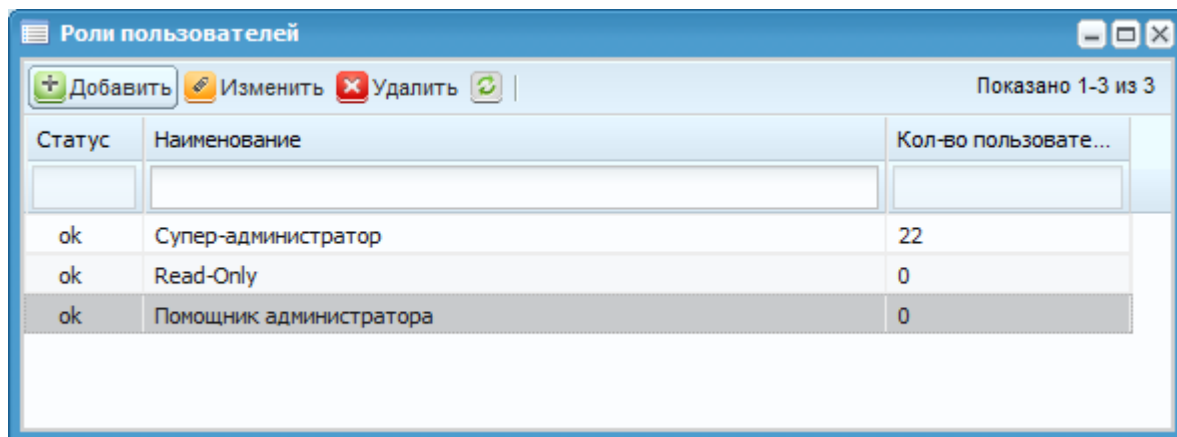 Роли пользователей
Добавить Изменить Удалить Показано 1-3 из 3
Статус Наименование Кол-во пользовате...
ok Супер-администратор 22
ok Read-Only 0
ok Помощник администратора 0